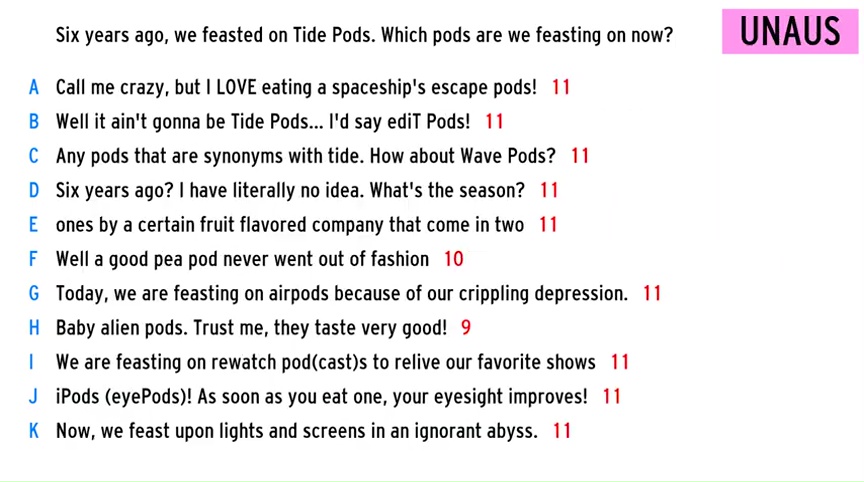 Six years ago, we feasted on Tide Pods. Which pods are we feasting on now?
UNAUS
A Call me crazy, but I LOVE eating a spaceship's escape pods! 11
B Well it ain't gonna be Tide Pods... I'd say ediT Pods! 11
C Any pods that are synonyms with tide. How about Wave Pods? 11
D Six years ago? I have literally no idea. What's the season? 11
E ones by a certain fruit flavored company that come in two 11
F Well a good pea pod never went out of fashion 10
G Today, we are feasting on airpods because of our crippling depression. 11
H Baby alien pods. Trust me, they taste very good! 9
I We are feasting on rewatch pod(cast)s to relive our favorite shows 11
J iPods (eyePods)! As soon as you eat one, your eyesight improves! 11
K Now, we feast upon lights and screens in an ignorant abyss. 11